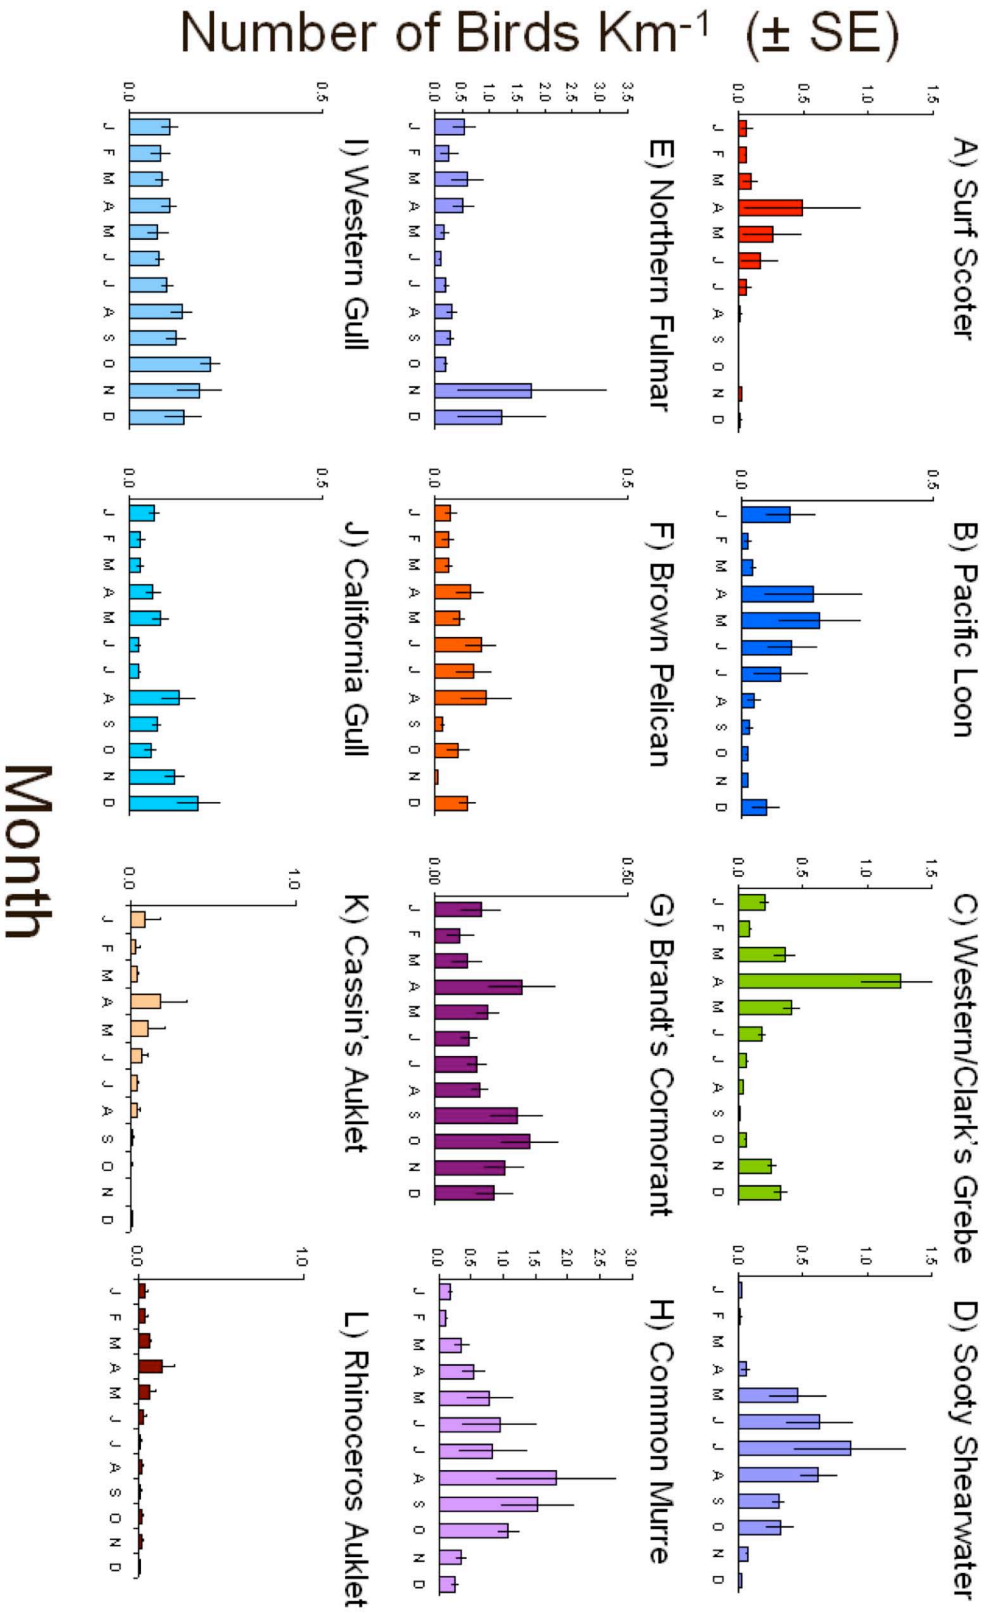 Number of Birds Km-1 (± SE)
A) Surf Scoter
1.5
1.0
0.5
0.0
J F M A M J J A S O N D
B) Pacific Loon
0.5
0.0
J F M A M J J A S O N D
C) Western/Clark's Grebe
1.5
1.0
0.5
0.0
J F M A M J J A S O N D
D) Sooty Shearwater
1.5
1.0
0.5
0.0
J F M A M J J A S O N D
E) Northern Fulmar
3.5
3.0
2.5
2.0
1.5
1.0
0.5
0.0
J F M A M J J A S O N D
F) Brown Pelican
0.5
0.0
J F M A M J J A S O N D
G) Brandt's Cormorant
0.50
0.00
J F M A M J J A S O N D
H) Common Murre
3.0
2.5
2.0
1.5
1.0
0.5
0.0
J F M A M J J A S O N D
I) Western Gull
0.5
0.0
J F M A M J J A S O N D
J) California Gull
0.5
0.0
J F M A M J J A S O N D
K) Cassin's Auklet
1.0
0.0
J F M A M J J A S O N D
L) Rhinoceros Auklet
1.0
0.0
J F M A M J J A S O N D
Month